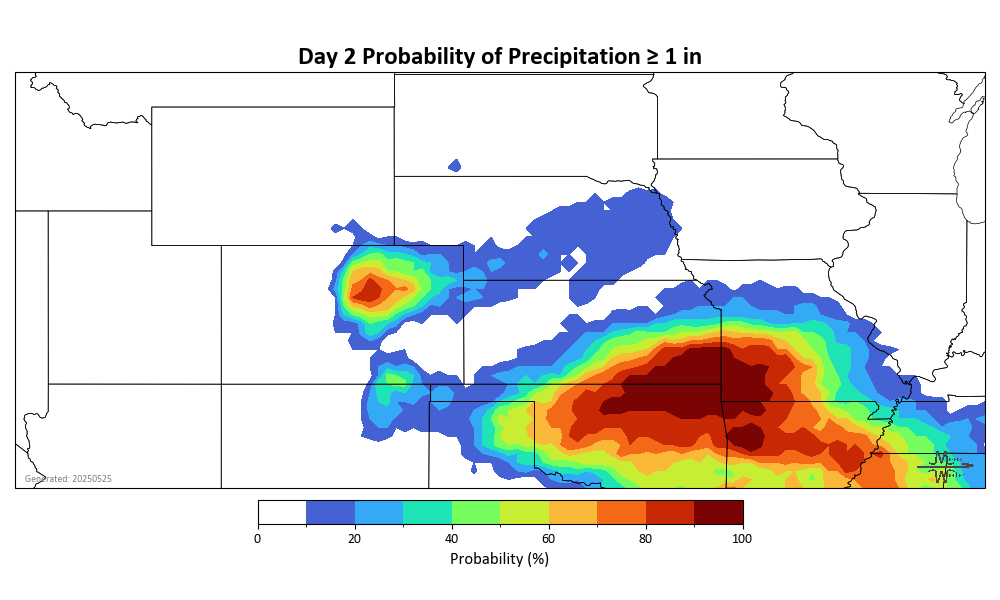 Day 2 Probability of Precipitation ≥ 1 in
Generated: 20250525
0 20 40 60 80 100
Probability (%)